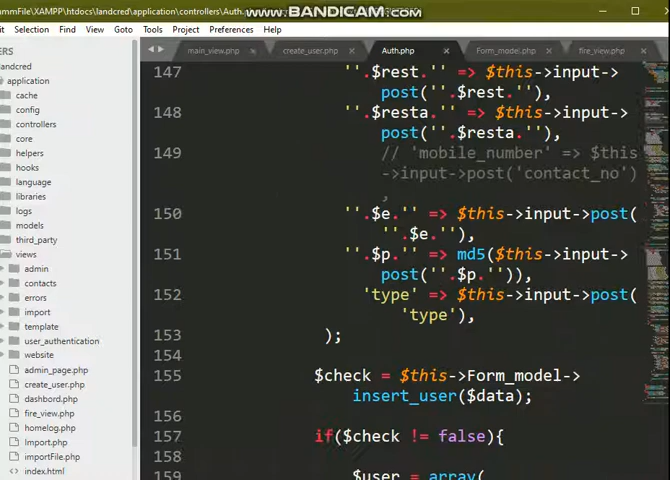 ммmFile\XAMPP\htdocs\landcred\application\controllers\Auth.
www.BANDICAM.com
Selection Find View Goto Tools Project Preferences Help
main_view.php create_user.php Auth.php Form_model.php fire_view.php
ERS
landcred
application
cache
config
controllers
core
helpers
hooks
language
libraries
logs
models
third_party
views
admin
contacts
errors
import
template
user_authentication
website
admin_page.php
create_user.php
dashbord.php
fire_view.php
homelog.php
Import.php
importFile.php
index.html
147 ''.$rest.'' => $this->input->
post(''.$rest.''),
148 ''.$resta.'' => $this->input->
post(''.$resta.''),
149 // 'mobile_number' => $this
->input->post('contact_no')
,
150 ''.$e.'' => $this->input->post(
''.$e.''),
151 ''.$p.'' => md5($this->input->
post(''.$p.'')),
152 'type' => $this->input->post(
'type'),
153 );
154
155 $check = $this->Form_model->
insert_user($data);
156
157 if($check != false){
158
159 $user = array(